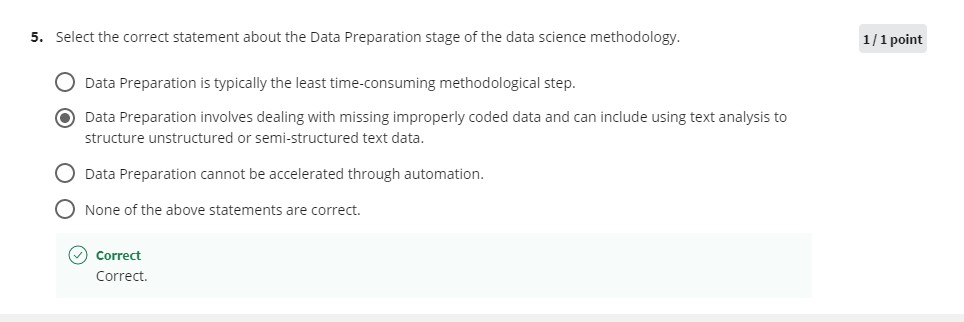 5. Select the correct statement about the Data Preparation stage of the data science methodology.
1 / 1 point
Data Preparation is typically the least time-consuming methodological step.
Data Preparation involves dealing with missing improperly coded data and can include using text analysis to
structure unstructured or semi-structured text data.
Data Preparation cannot be accelerated through automation.
None of the above statements are correct.
Correct
Correct.